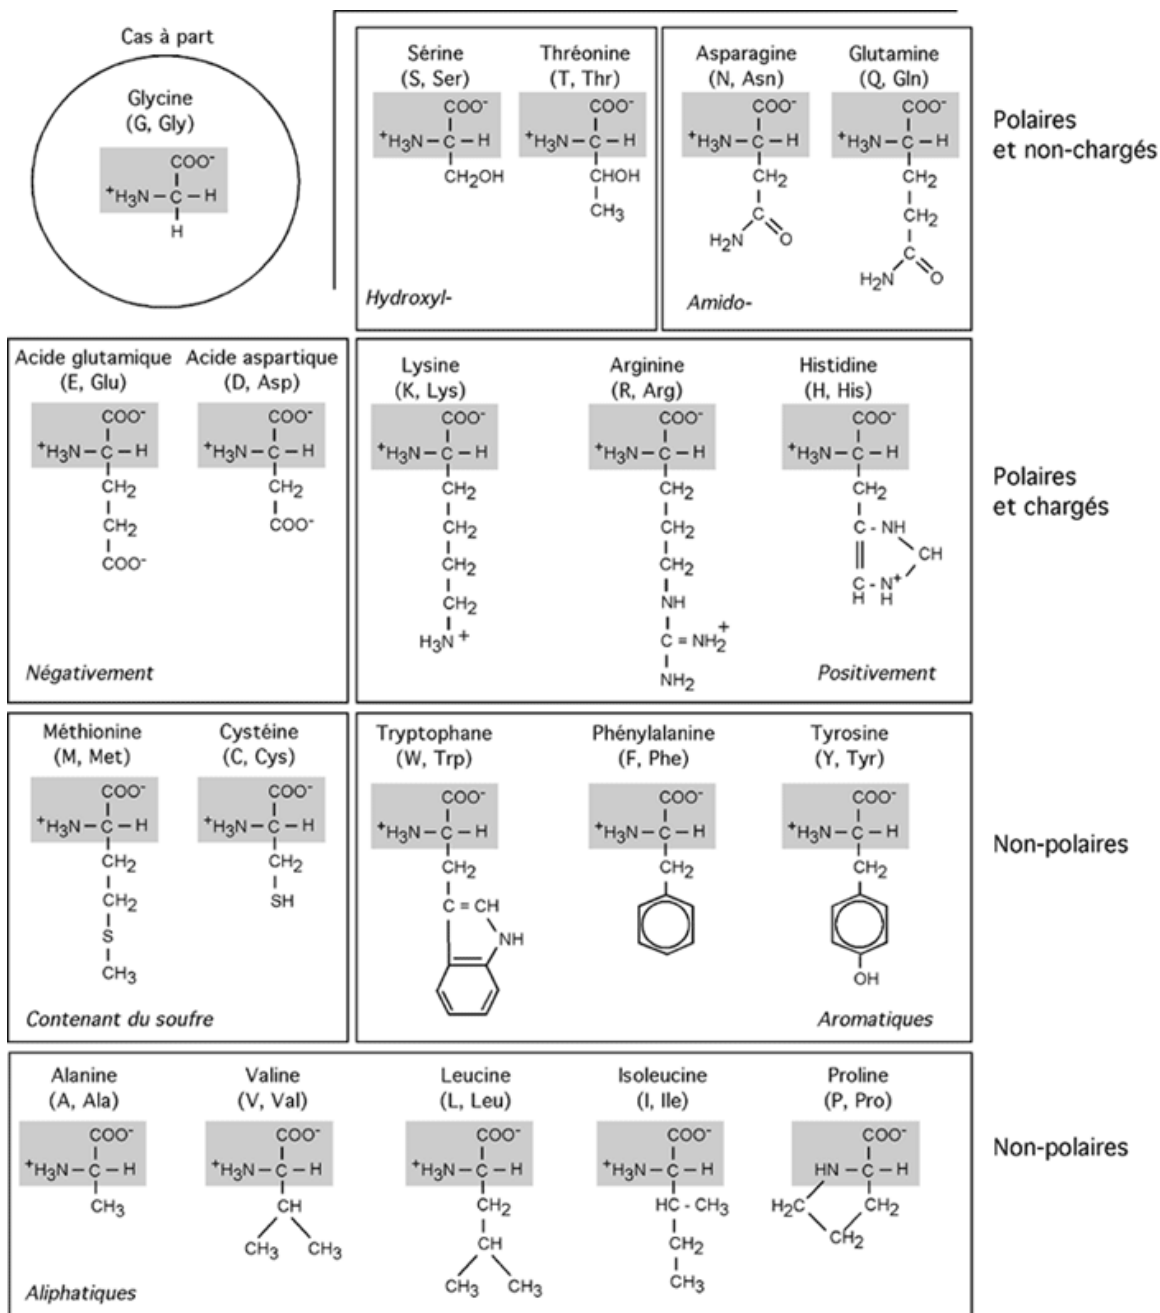 Cas à part
Glycine
(G, Gly)
COO-
+H3N – C – H
H
Sérine
(S, Ser)
COO-
+H3N – C – H
CH2OH
Thréonine
(T, Thr)
COO-
+H3N – C – H
CHOH
CH3
Hydroxyl-
Asparagine
(N, Asn)
COO-
+H3N – C – H
CH2
C
H2N O
Glutamine
(Q, Gln)
COO-
+H3N – C – H
CH2
CH2
C
H2N O
Amido-
Polaires
et non-chargés
Acide glutamique
(E, Glu)
COO-
+H3N – C – H
CH2
CH2
COO-
Acide aspartique
(D, Asp)
COO-
+H3N – C – H
CH2
COO-
Négativement
Lysine
(K, Lys)
COO-
+H3N – C – H
CH2
CH2
CH2
CH2
H3N +
Arginine
(R, Arg)
COO-
+H3N – C – H
CH2
CH2
CH2
NH
C = NH2+
NH2
Histidine
(H, His)
COO-
+H3N – C – H
CH2
C - NH
CH
C - N+
H H
Positivement
Polaires
et chargés
Méthionine
(M, Met)
COO-
+H3N – C – H
CH2
CH2
S
CH3
Cystéine
(C, Cys)
COO-
+H3N – C – H
CH2
SH
Contenant du soufre
Tryptophane
(W, Trp)
COO-
+H3N – C – H
CH2
C = CH
NH
Phénylalanine
(F, Phe)
COO-
+H3N – C – H
CH2
Tyrosine
(Y, Tyr)
COO-
+H3N – C – H
CH2
OH
Aromatiques
Non-polaires
Alanine
(A, Ala)
COO-
+H3N – C – H
CH3
Valine
(V, Val)
COO-
+H3N – C – H
CH
CH3 CH3
Leucine
(L, Leu)
COO-
+H3N – C – H
CH2
CH
CH3 CH3
Isoleucine
(I, Ile)
COO-
+H3N – C – H
HC - CH3
CH2
CH3
Proline
(P, Pro)
COO-
HN – C – H
H2C CH2
CH2
Aliphatiques
Non-polaires